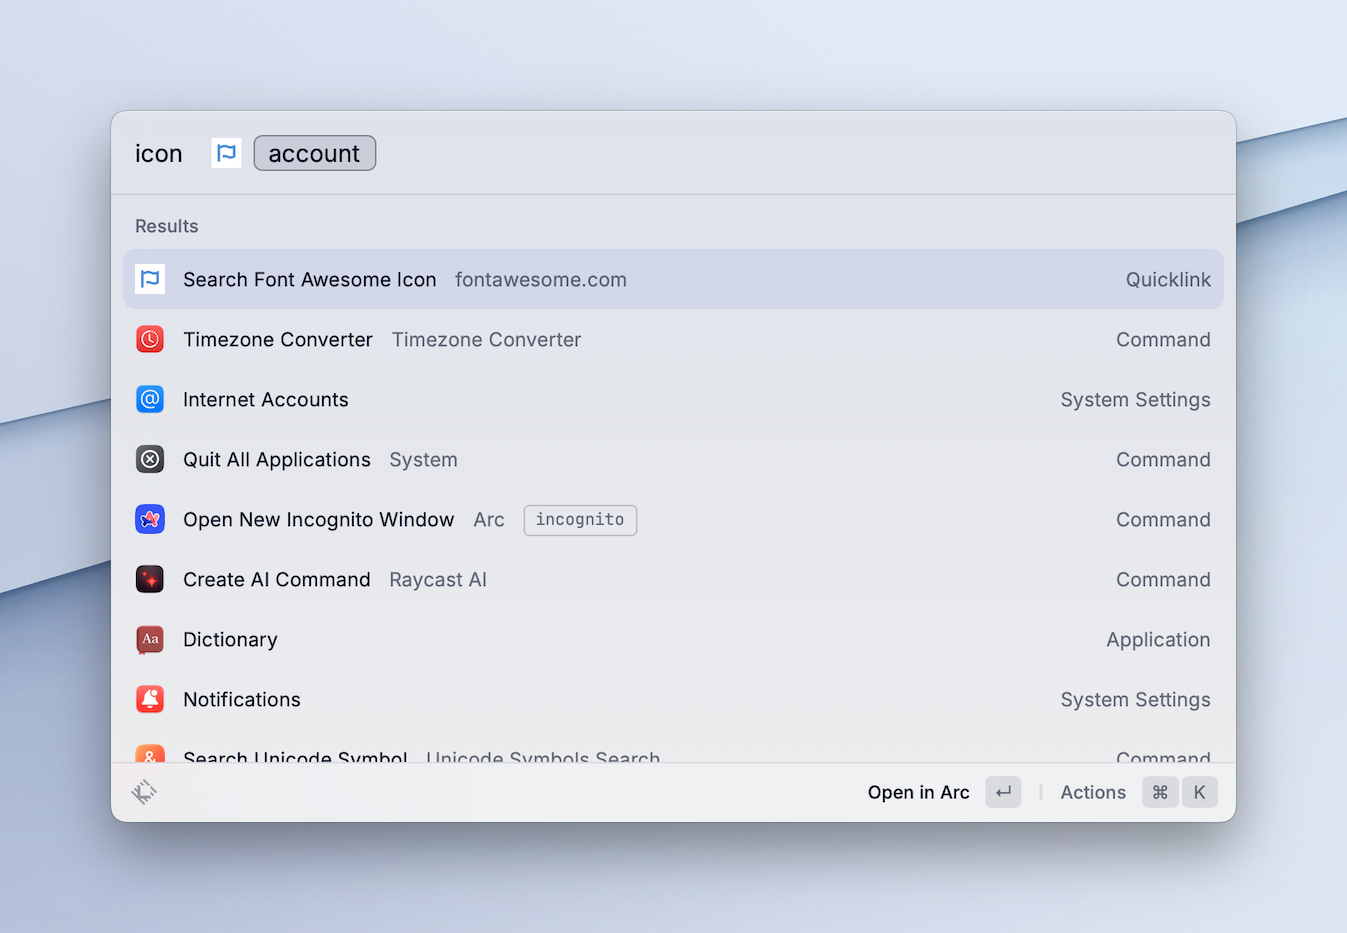 icon account
Results
Search Font Awesome Icon fontawesome.com Quicklink
Timezone Converter Timezone Converter Command
@ Internet Accounts System Settings
Quit All Applications System Command
Open New Incognito Window Arc incognito Command
Create AI Command Raycast AI Command
Aa Dictionary Application
Notifications System Settings
& Search Unicode Symbol Unicode Symbols Search Command
Open in Arc ↵ | Actions ⌘ K